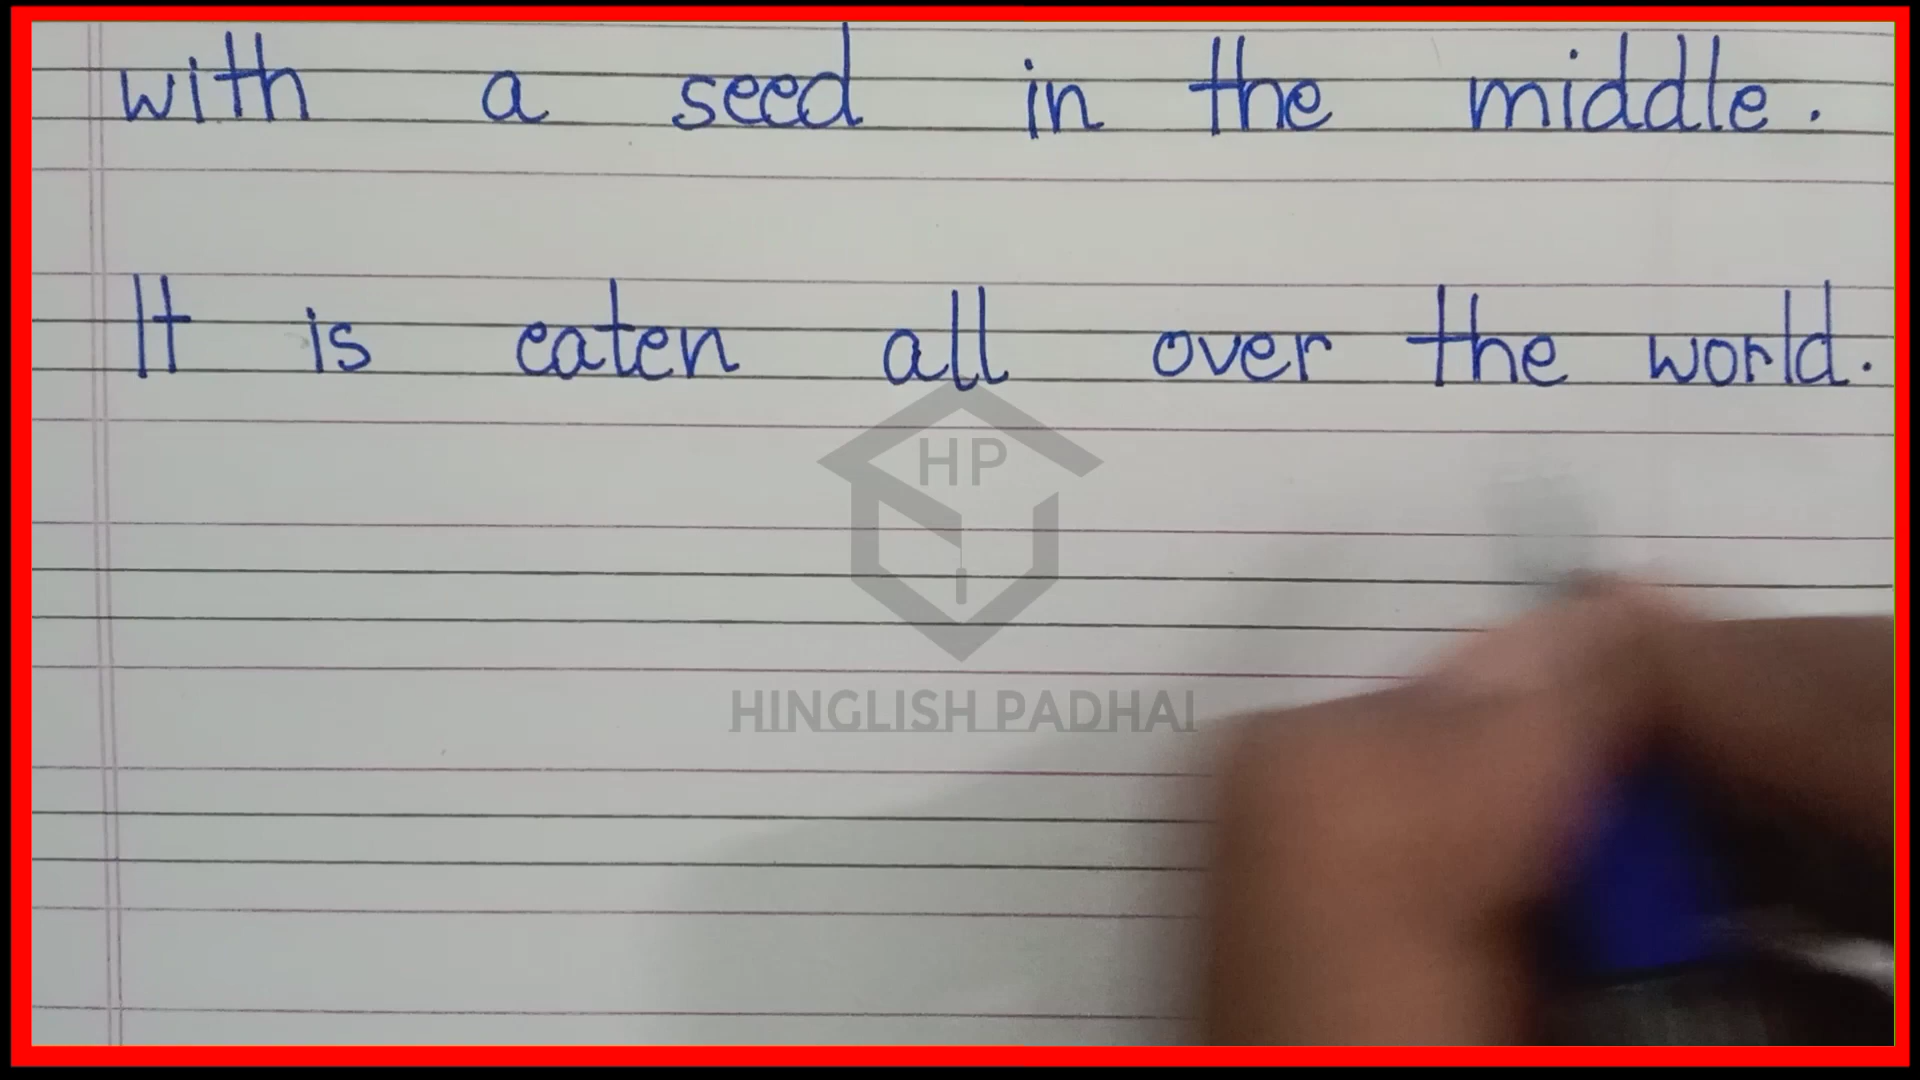 with a seed in the middle.
It is eaten all over the world.
HP
HINGLISH PADHAI